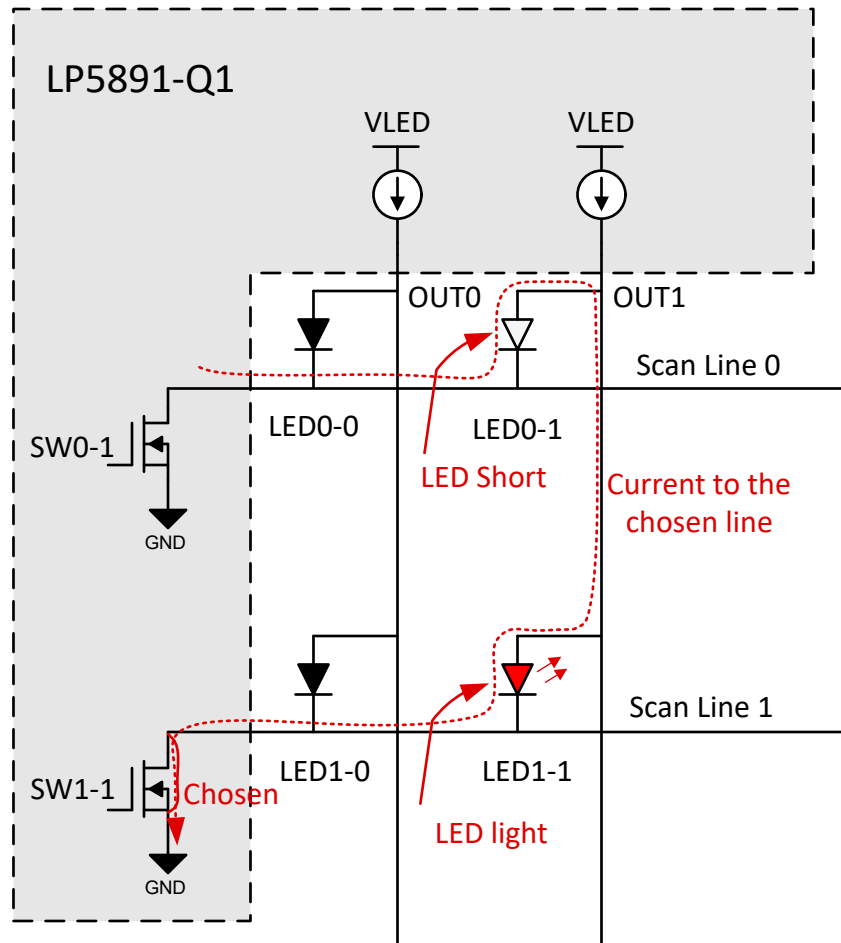 LP5891-Q1
VLED
VLED
OUT0
OUT1
Scan Line 0
LED0-0
LED0-1
SW0-1
LED Short
Current to the
chosen line
GND
Scan Line 1
LED1-0
LED1-1
SW1-1
Chosen
LED light
GND